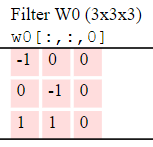 Filter W0 (3x3x3)
w0[:,:,0]
-1 0 0
0 -1 0
1 1 0